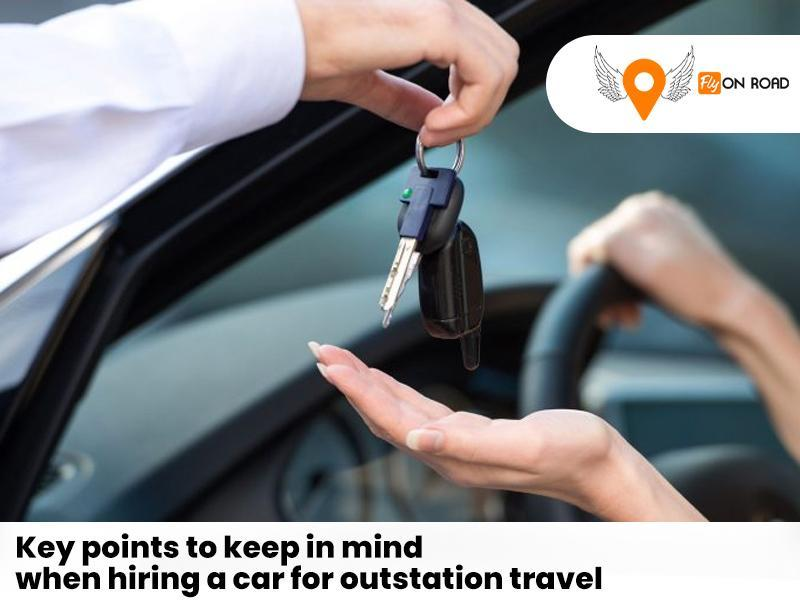 Fly ON ROAD
Key points to keep in mind
when hiring a car for outstation travel